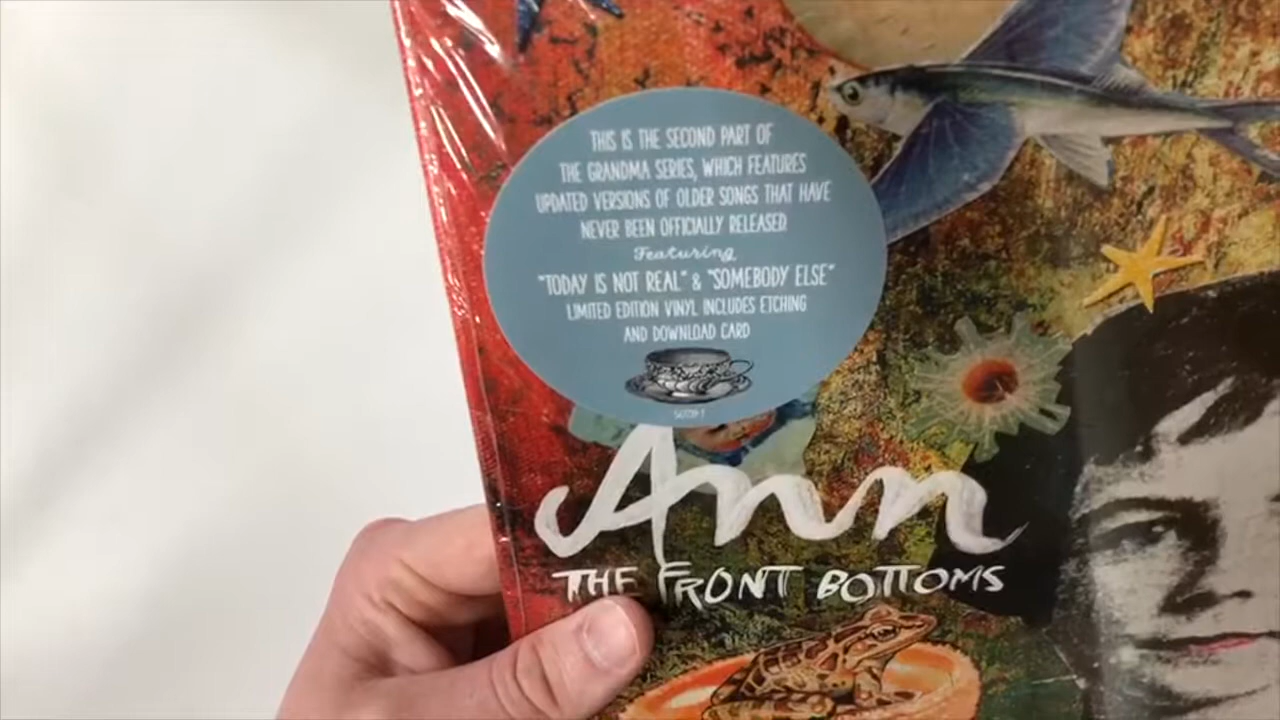 THIS IS THE SECOND PART OF
THE GRANDMA SERIES, WHICH FEATURES
UPDATED VERSIONS OF OLDER SONGS THAT HAVE
NEVER BEEN OFFICIALLY RELEASED
Featuring
"TODAY IS NOT REAL" & "SOMEBODY ELSE"
LIMITED EDITION VINYL INCLUDES ETCHING
AND DOWNLOAD CARD
Ann
THE FRONT BOTTOMS